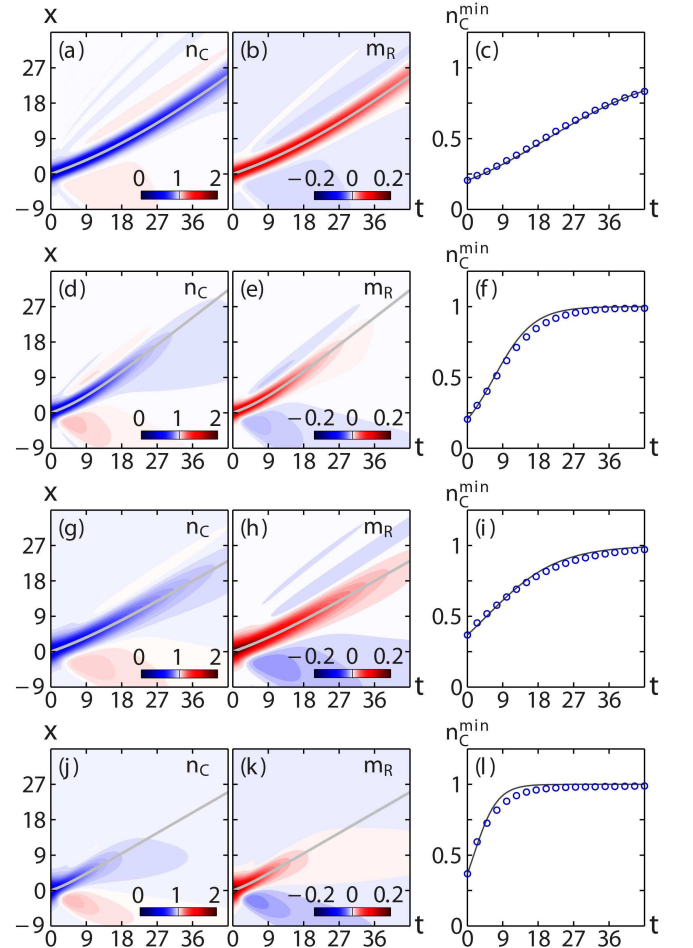 x n_C^min
(a) n_C (b) m_R (c)
27 27 1
18 18
9 9 0.5
0 0 1 2 −0.2 0 0.2
−9 0
0 9 18 27 36 0 9 18 27 36 t 0 9 18 27 36 t
x n_C^min
(d) n_C (e) m_R (f)
27 1
18
9 0.5
0 0 1 2 −0.2 0 0.2
−9 0
0 9 18 27 36 0 9 18 27 36 t 0 9 18 27 36 t
x n_C^min
(g) n_C (h) m_R (i)
27 1
18
9 0.5
0 0 1 2 −0.2 0 0.2
−9 0
0 9 18 27 36 0 9 18 27 36 t 0 9 18 27 36 t
x n_C^min
(j) n_C (k) m_R (l)
27 1
18
9 0.5
0 0 1 2 −0.2 0 0.2
−9 0
0 9 18 27 36 0 9 18 27 36 t 0 9 18 27 36 t